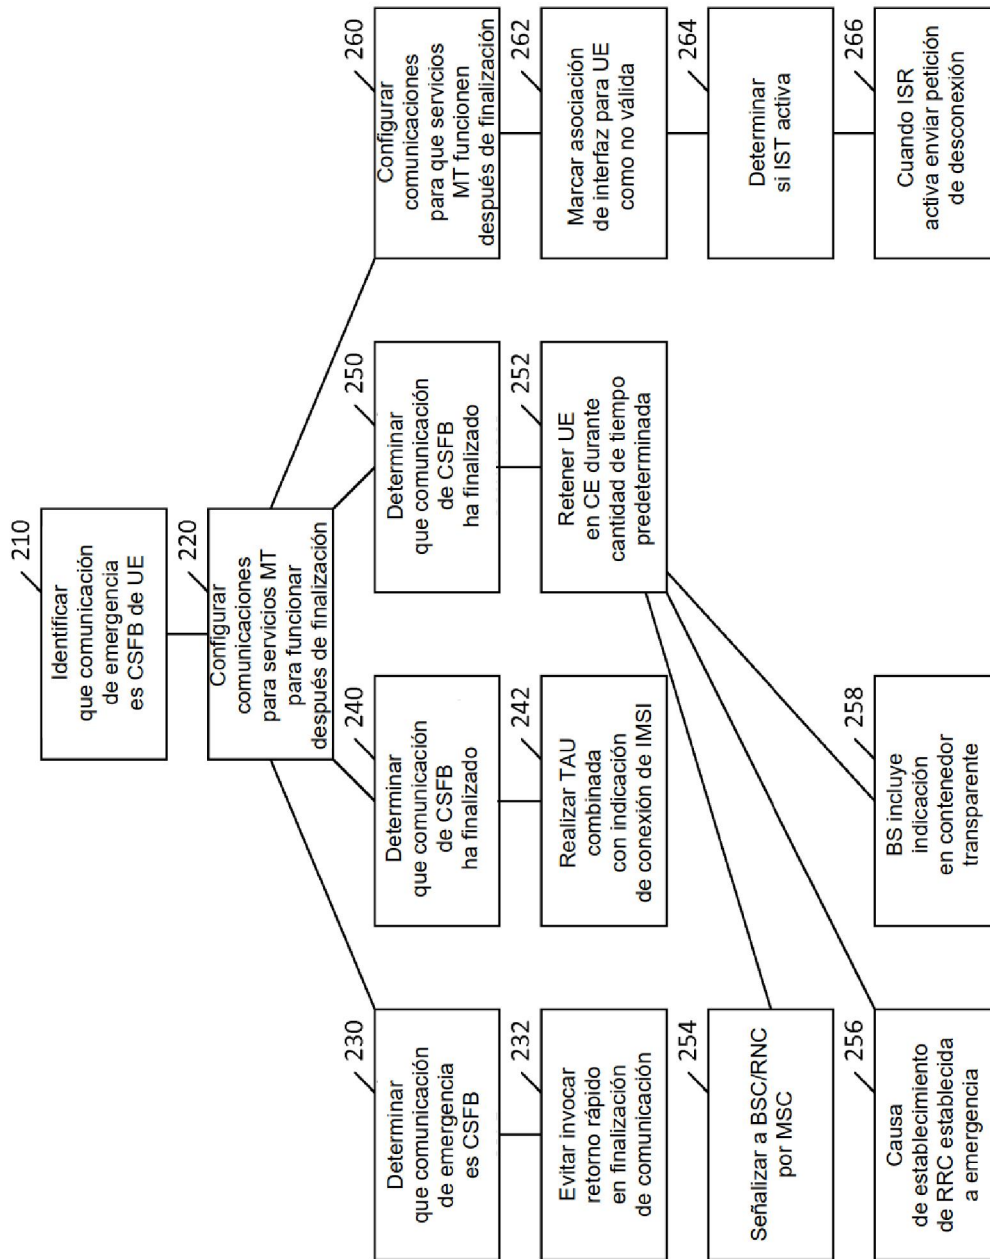 210
Identificar
que comunicación
de emergencia
es CSFB de UE
220
Configurar
comunicaciones
para servicios MT
para funcionar
después de finalización
230
Determinar
que comunicación
de emergencia
es CSFB
232
Evitar invocar
retorno rápido
en finalización
de comunicación
240
Determinar
que comunicación
de CSFB
ha finalizado
242
Realizar TAU
combinada
con indicación
de conexión de IMSI
250
Determinar
que comunicación
de CSFB
ha finalizado
252
Retener UE
en CE durante
cantidad de tiempo
predeterminada
254
Señalizar a BSC/RNC
por MSC
256
Causa
de establecimiento
de RRC establecida
a emergencia
258
BS incluye
indicación
en contenedor
transparente
260
Configurar
comunicaciones
para que servicios
MT funcionen
después de finalización
262
Marcar asociación
de interfaz para UE
como no válida
264
Determinar
si IST activa
266
Cuando ISR
activa enviar petición
de desconexión